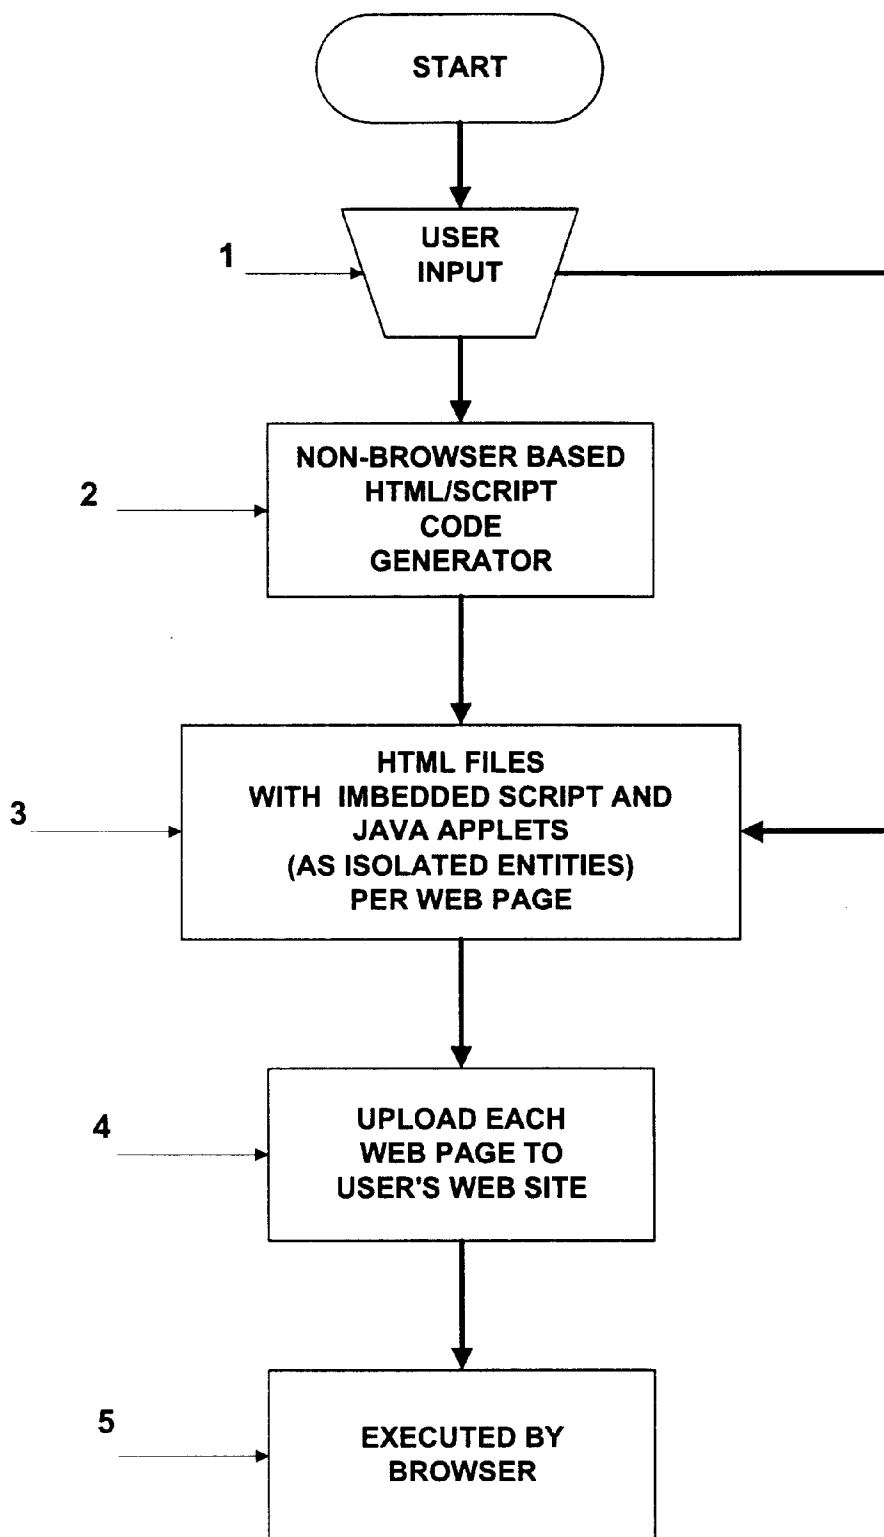 START
1
USER
INPUT
2
NON-BROWSER BASED
HTML/SCRIPT
CODE
GENERATOR
3
HTML FILES
WITH IMBEDDED SCRIPT AND
JAVA APPLETS
(AS ISOLATED ENTITIES)
PER WEB PAGE
4
UPLOAD EACH
WEB PAGE TO
USER'S WEB SITE
5
EXECUTED BY
BROWSER